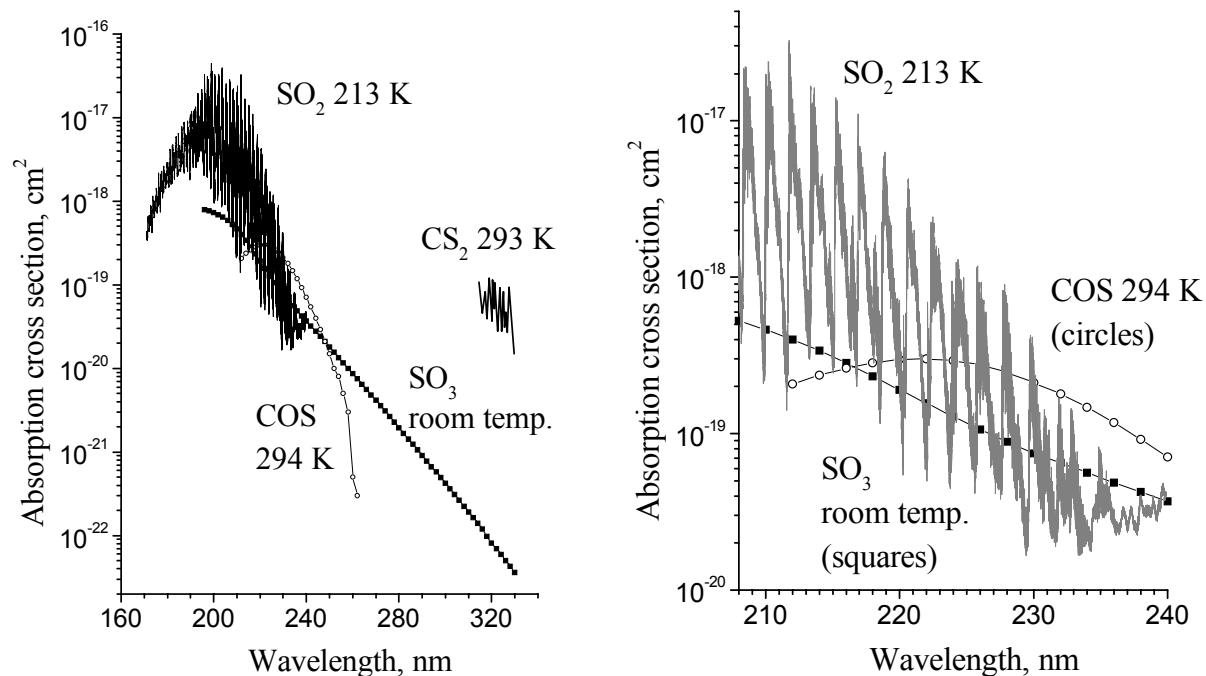 Absorption cross section, cm²
10⁻¹⁶
10⁻¹⁷
10⁻¹⁸
10⁻¹⁹
10⁻²⁰
10⁻²¹
10⁻²²
SO₂ 213 K
CS₂ 293 K
SO₃
room temp.
COS
294 K
160 200 240 280 320
Wavelength, nm
Absorption cross section, cm²
10⁻¹⁷
10⁻¹⁸
10⁻¹⁹
10⁻²⁰
SO₂ 213 K
COS 294 K
(circles)
SO₃
room temp.
(squares)
210 220 230 240
Wavelength, nm